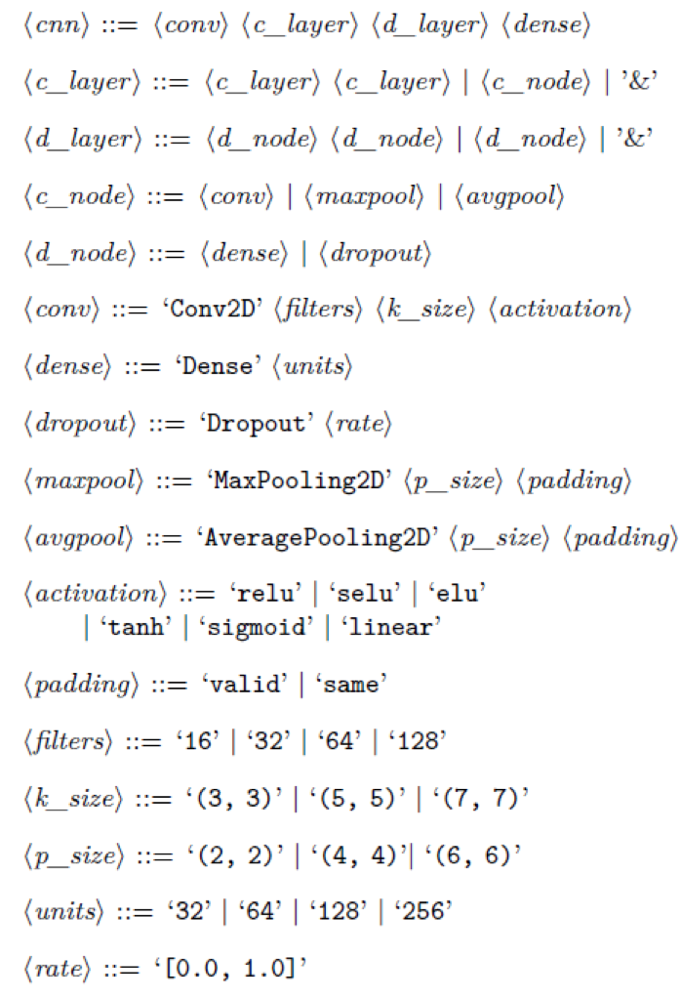 ⟨cnn⟩ ::= ⟨conv⟩ ⟨c_layer⟩ ⟨d_layer⟩ ⟨dense⟩
⟨c_layer⟩ ::= ⟨c_layer⟩ ⟨c_layer⟩ | ⟨c_node⟩ | ’&’
⟨d_layer⟩ ::= ⟨d_node⟩ ⟨d_node⟩ | ⟨d_node⟩ | ’&’
⟨c_node⟩ ::= ⟨conv⟩ | ⟨maxpool⟩ | ⟨avgpool⟩
⟨d_node⟩ ::= ⟨dense⟩ | ⟨dropout⟩
⟨conv⟩ ::= ‘Conv2D’ ⟨filters⟩ ⟨k_size⟩ ⟨activation⟩
⟨dense⟩ ::= ‘Dense’ ⟨units⟩
⟨dropout⟩ ::= ‘Dropout’ ⟨rate⟩
⟨maxpool⟩ ::= ‘MaxPooling2D’ ⟨p_size⟩ ⟨padding⟩
⟨avgpool⟩ ::= ‘AveragePooling2D’ ⟨p_size⟩ ⟨padding⟩
⟨activation⟩ ::= ‘relu’ | ‘selu’ | ‘elu’
| ‘tanh’ | ‘sigmoid’ | ‘linear’
⟨padding⟩ ::= ‘valid’ | ‘same’
⟨filters⟩ ::= ‘16’ | ‘32’ | ‘64’ | ‘128’
⟨k_size⟩ ::= ‘(3, 3)’ | ‘(5, 5)’ | ‘(7, 7)’
⟨p_size⟩ ::= ‘(2, 2)’ | ‘(4, 4)’| ‘(6, 6)’
⟨units⟩ ::= ‘32’ | ‘64’ | ‘128’ | ‘256’
⟨rate⟩ ::= ‘[0.0, 1.0]’